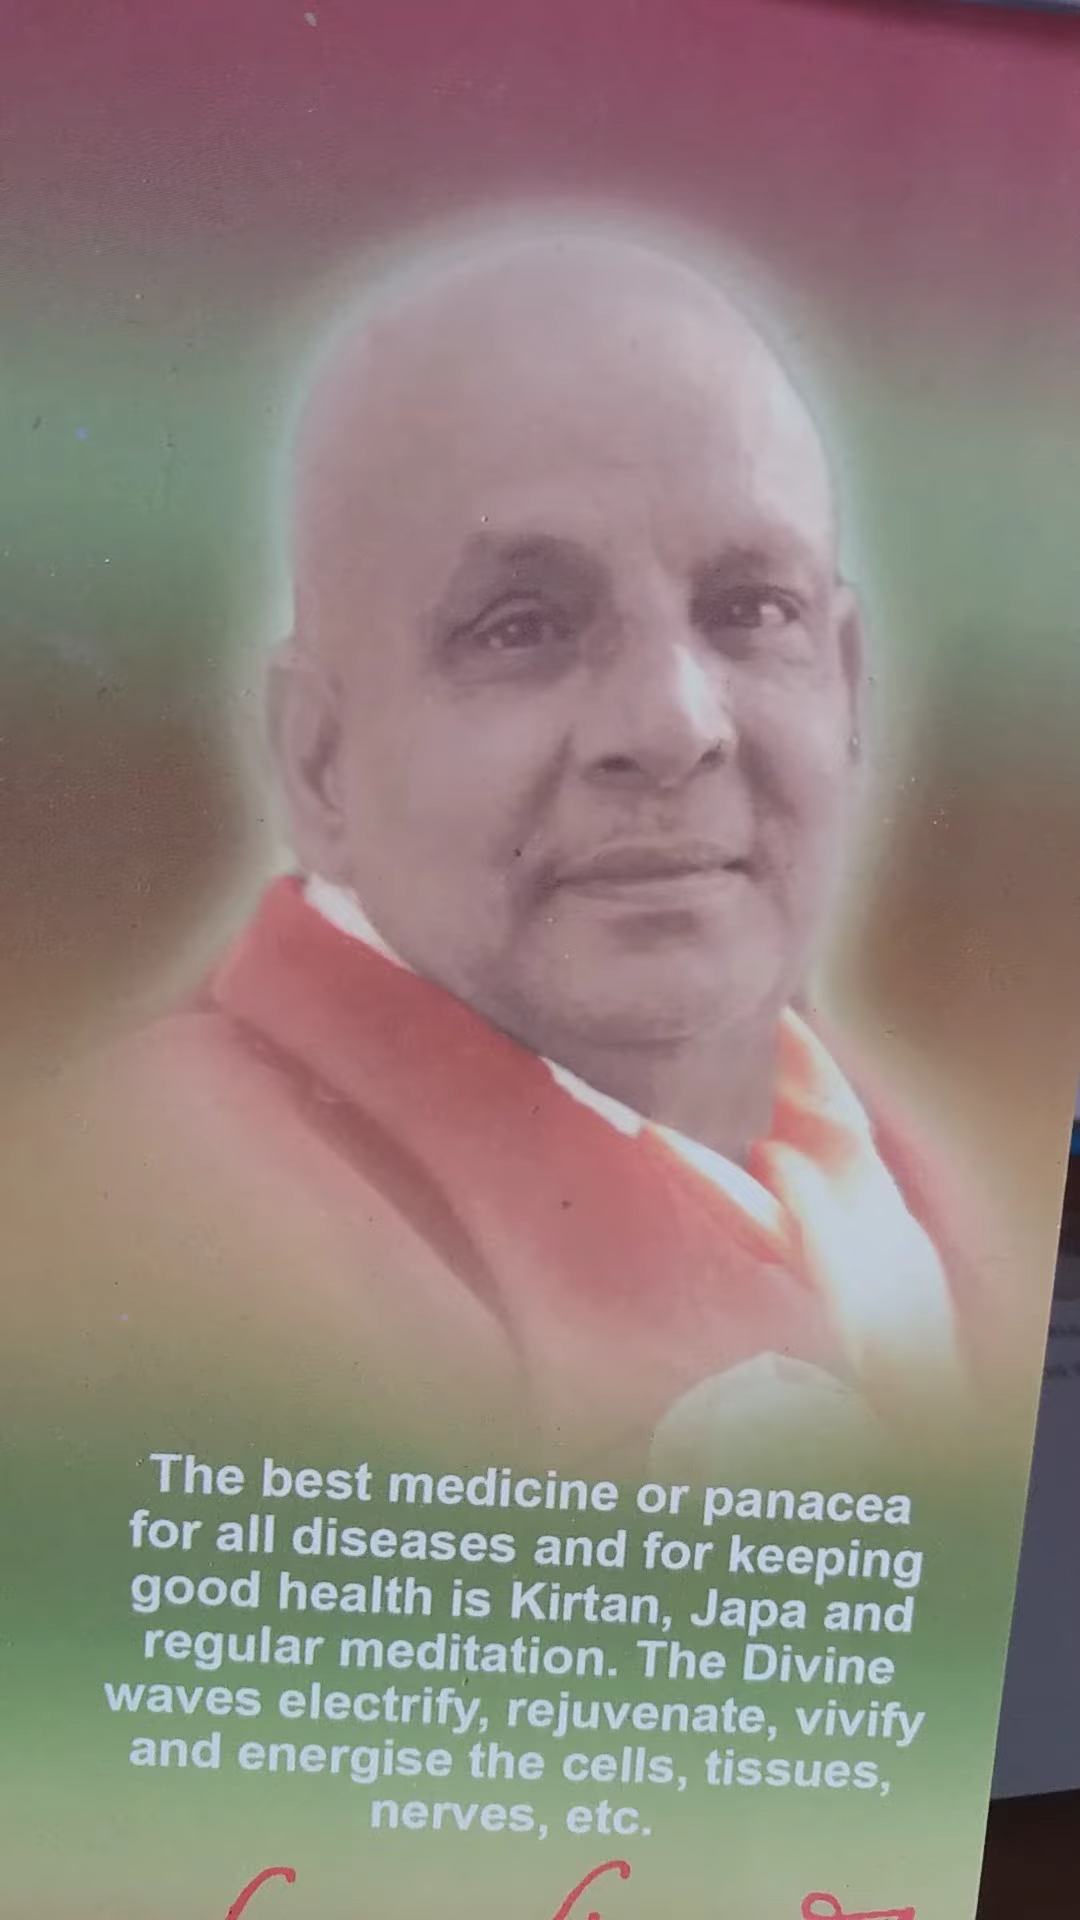 The best medicine or panacea
for all diseases and for keeping
good health is Kirtan, Japa and
regular meditation. The Divine
waves electrify, rejuvenate, vivify
and energise the cells, tissues,
nerves, etc.